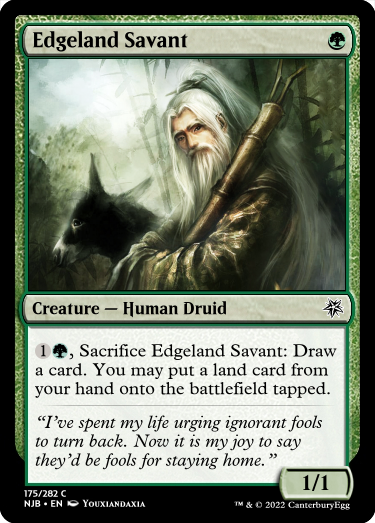 Edgeland Savant
Creature — Human Druid
1 , Sacrifice Edgeland Savant: Draw
a card. You may put a land card from
your hand onto the battlefield tapped.
“I’ve spent my life urging ignorant fools
to turn back. Now it is my joy to say
they’d be fools for staying home.”
1/1
175/282 C
NJB • EN Youxiandaxia
™ & © 2022 CanterburyEgg